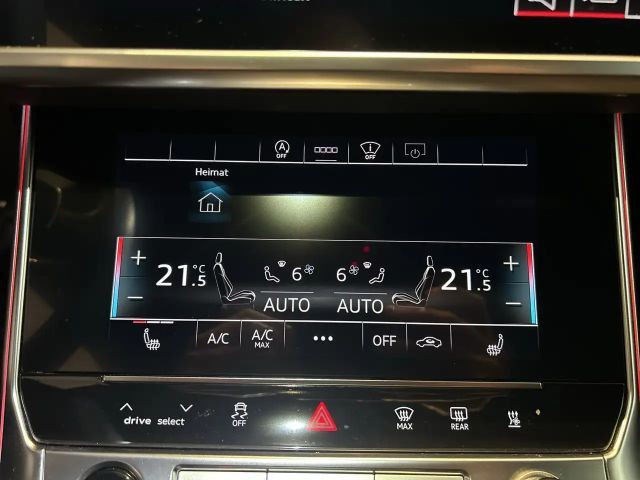 A
OFF
i
OFF
Heimat
+ 21.5 °C 6 6 21.5 °C +
- AUTO AUTO -
A/C A/C MAX ••• OFF
drive select OFF MAX REAR